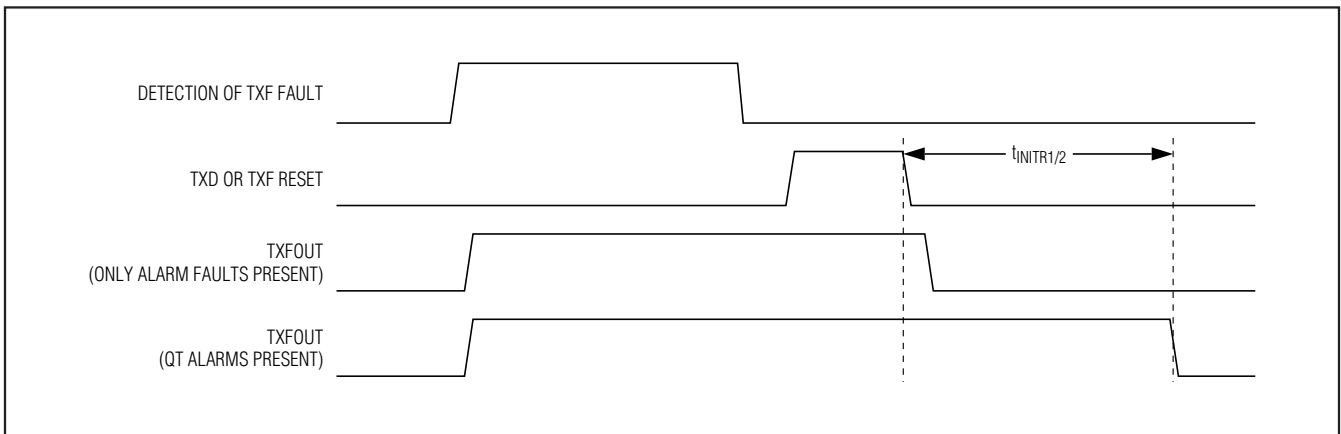 DETECTION OF TXF FAULT
TXD OR TXF RESET
tINITR1/2
TXFOUT
(ONLY ALARM FAULTS PRESENT)
TXFOUT
(QT ALARMS PRESENT)